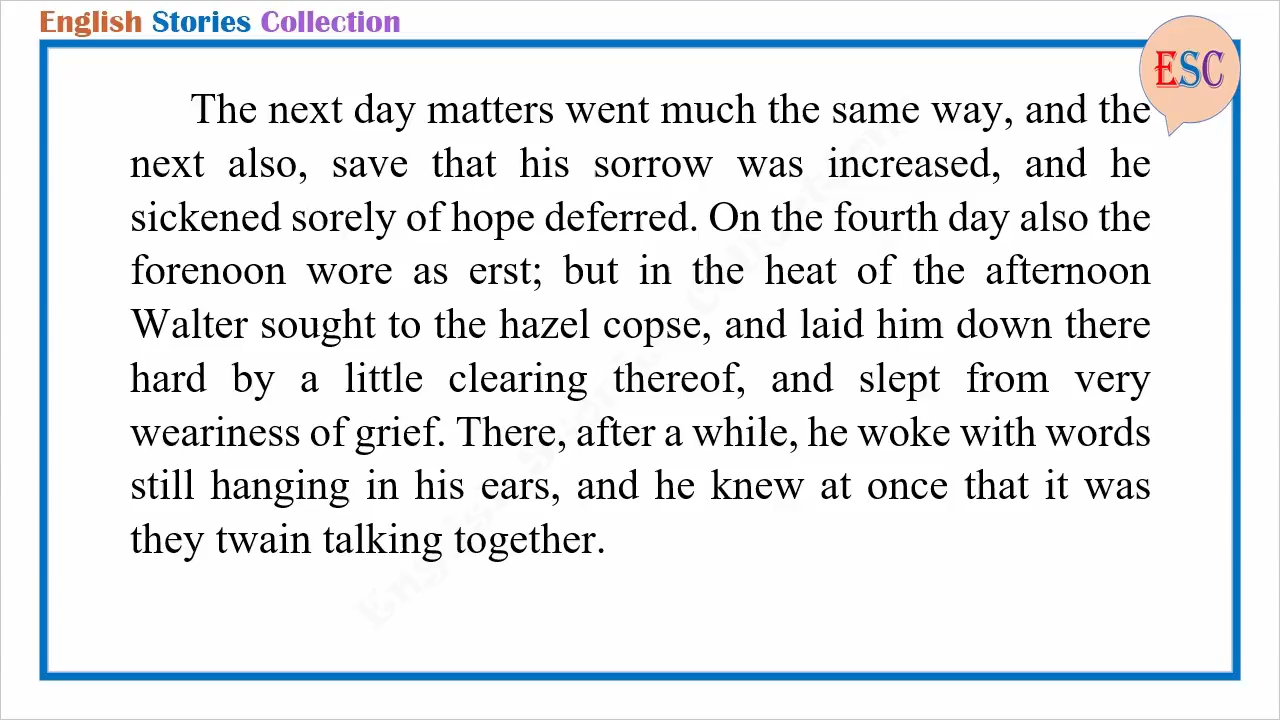 English Stories Collection
ESC
The next day matters went much the same way, and the
next also, save that his sorrow was increased, and he
sickened sorely of hope deferred. On the fourth day also the
forenoon wore as erst; but in the heat of the afternoon
Walter sought to the hazel copse, and laid him down there
hard by a little clearing thereof, and slept from very
weariness of grief. There, after a while, he woke with words
still hanging in his ears, and he knew at once that it was
they twain talking together.